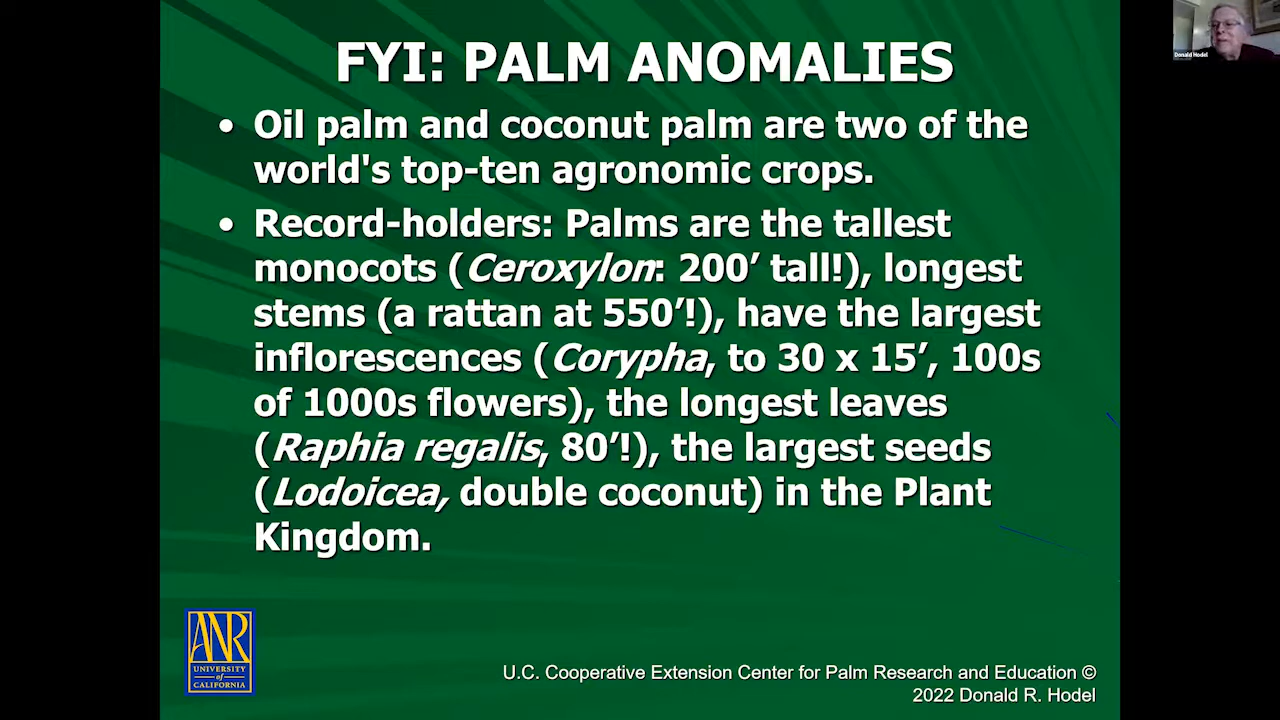 FYI: PALM ANOMALIES
• Oil palm and coconut palm are two of the
world's top-ten agronomic crops.
• Record-holders: Palms are the tallest
monocots (Ceroxylon: 200′ tall!), longest
stems (a rattan at 550′!), have the largest
inflorescences (Corypha, to 30 x 15′, 100s
of 1000s flowers), the longest leaves
(Raphia regalis, 80′!), the largest seeds
(Lodoicea, double coconut) in the Plant
Kingdom.
ANR
UNIVERSITY
of
CALIFORNIA
U.C. Cooperative Extension Center for Palm Research and Education ©
2022 Donald R. Hodel
Donald Hodel